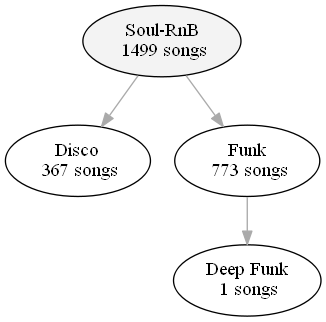 Soul-RnB
1499 songs
Disco
367 songs
Funk
773 songs
Deep Funk
1 songs